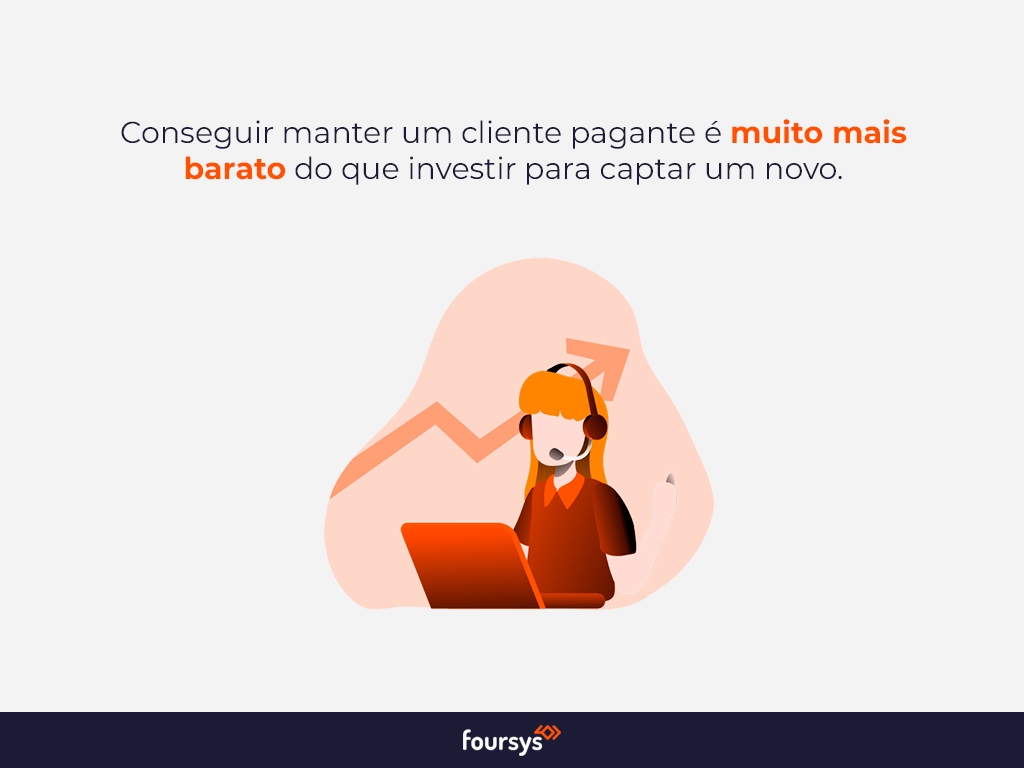 Conseguir manter um cliente pagante é muito mais
barato do que investir para captar um novo.
foursys